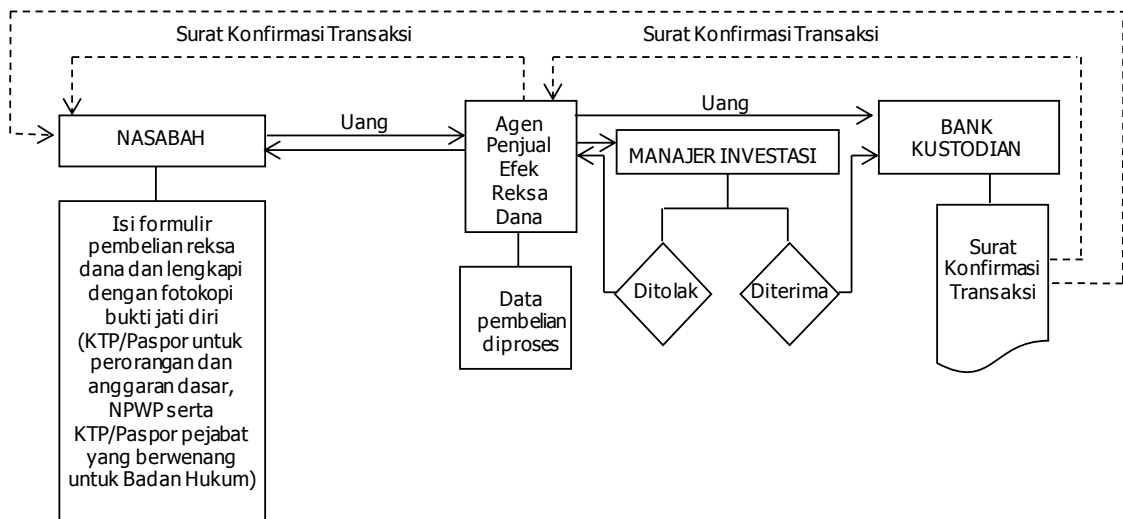 Surat Konfirmasi Transaksi
Surat Konfirmasi Transaksi
NASABAH
Uang
Agen
Penjual
Efek
Reksa
Dana
Uang
MANAJER INVESTASI
BANK
KUSTODIAN
Isi formulir
pembelian reksa
dana dan lengkapi
dengan fotokopi
bukti jati diri
(KTP/Paspor untuk
perorangan dan
anggaran dasar,
NPWP serta
KTP/Paspor pejabat
yang berwenang
untuk Badan Hukum)
Data
pembelian
diproses
Ditolak
Diterima
Surat
Konfirmasi
Transaksi